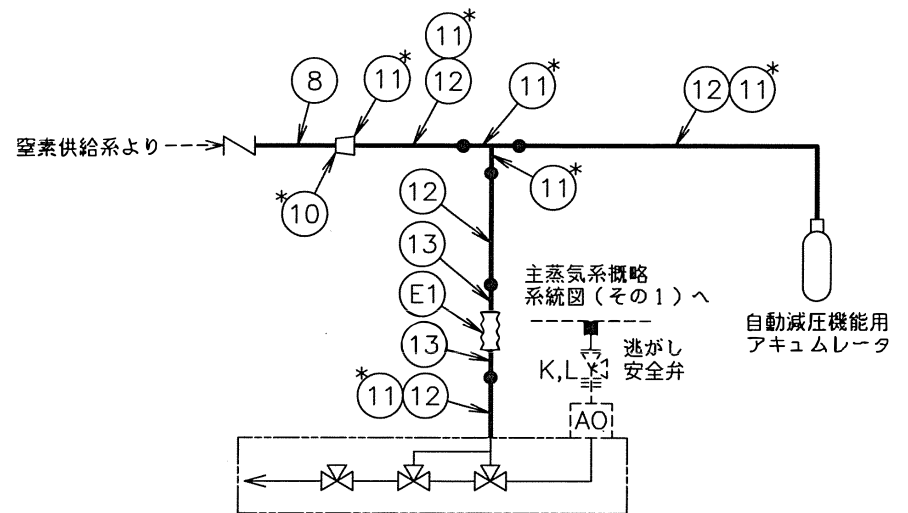 11*
8
11*
12
11*
12 11*
窒素供給系より
*10
11*
12
13
E1
13
*11 12
主蒸気系概略
系統図(その1)へ
K,L
逃がし
安全弁
AO
自動減圧機能用
アキュムレータ